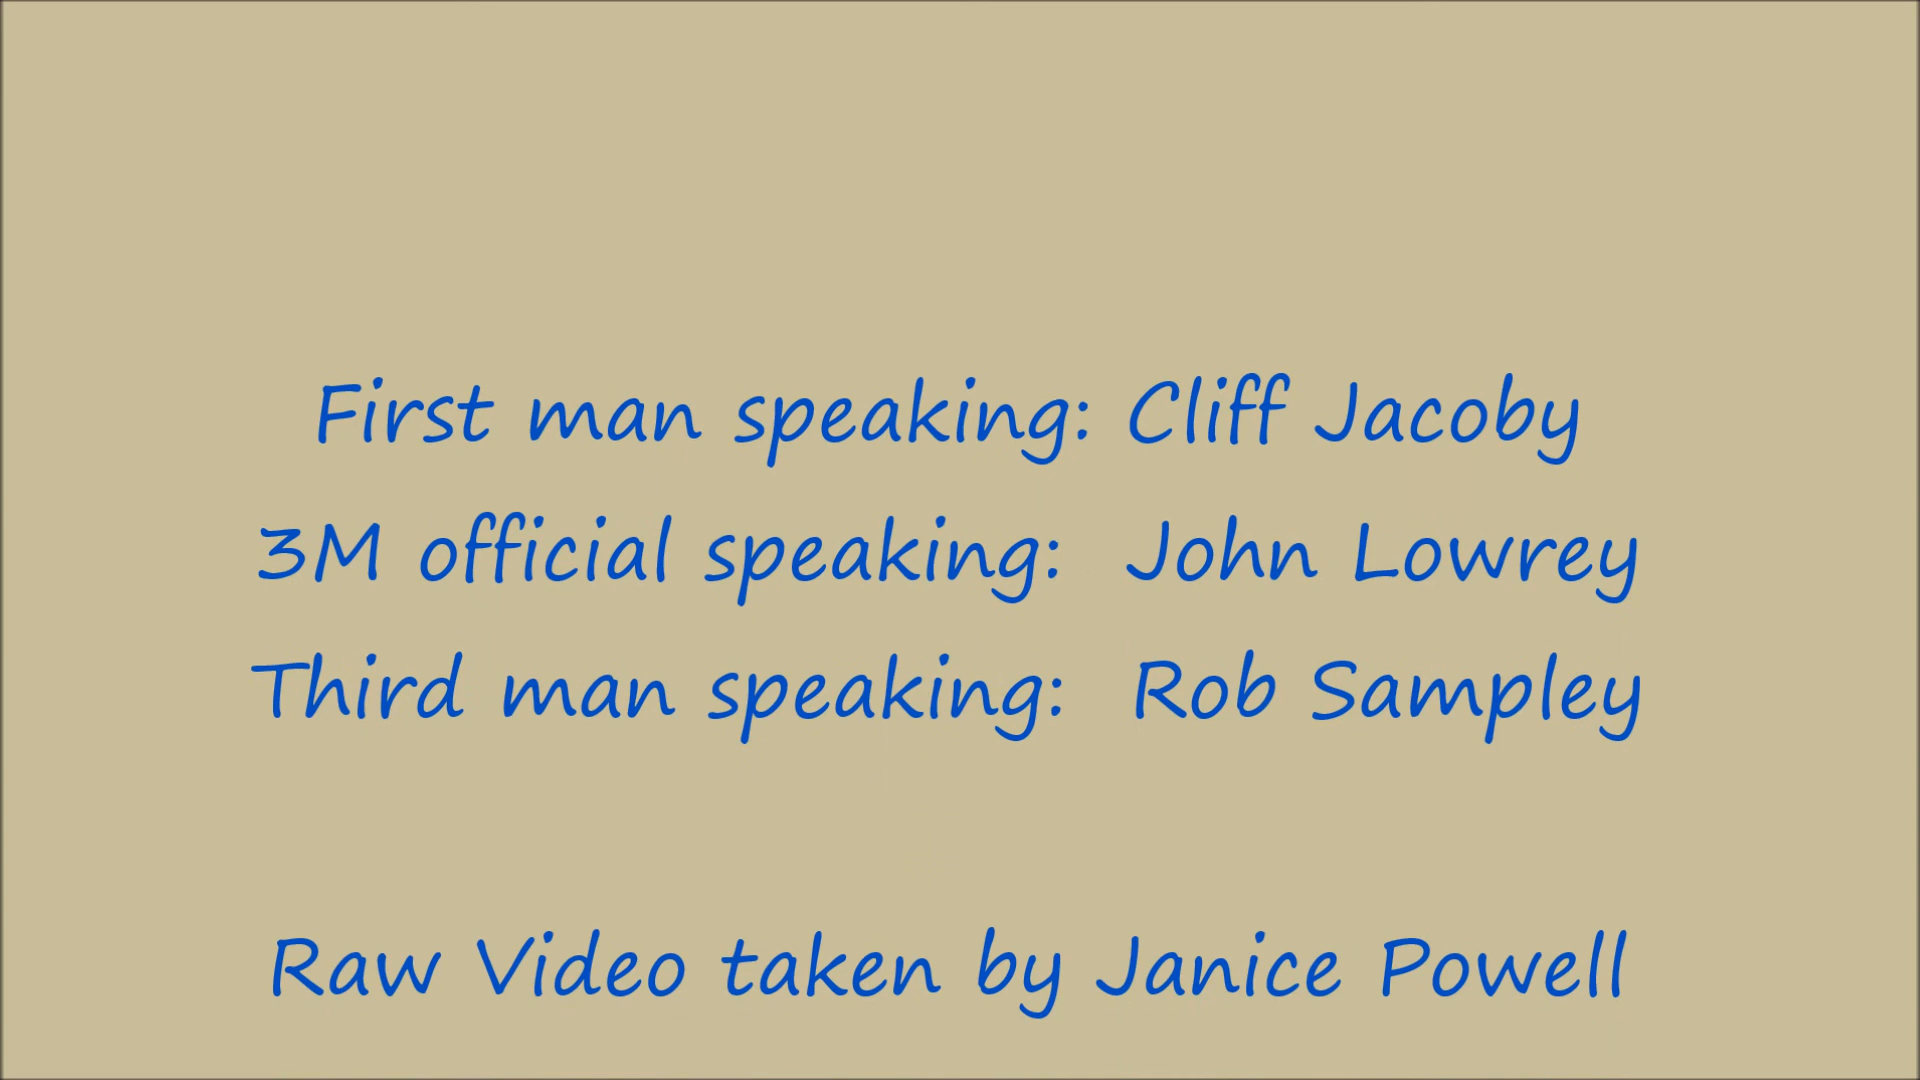 First man speaking: Cliff Jacoby
3M official speaking: John Lowrey
Third man speaking: Rob Sampley
Raw Video taken by Janice Powell